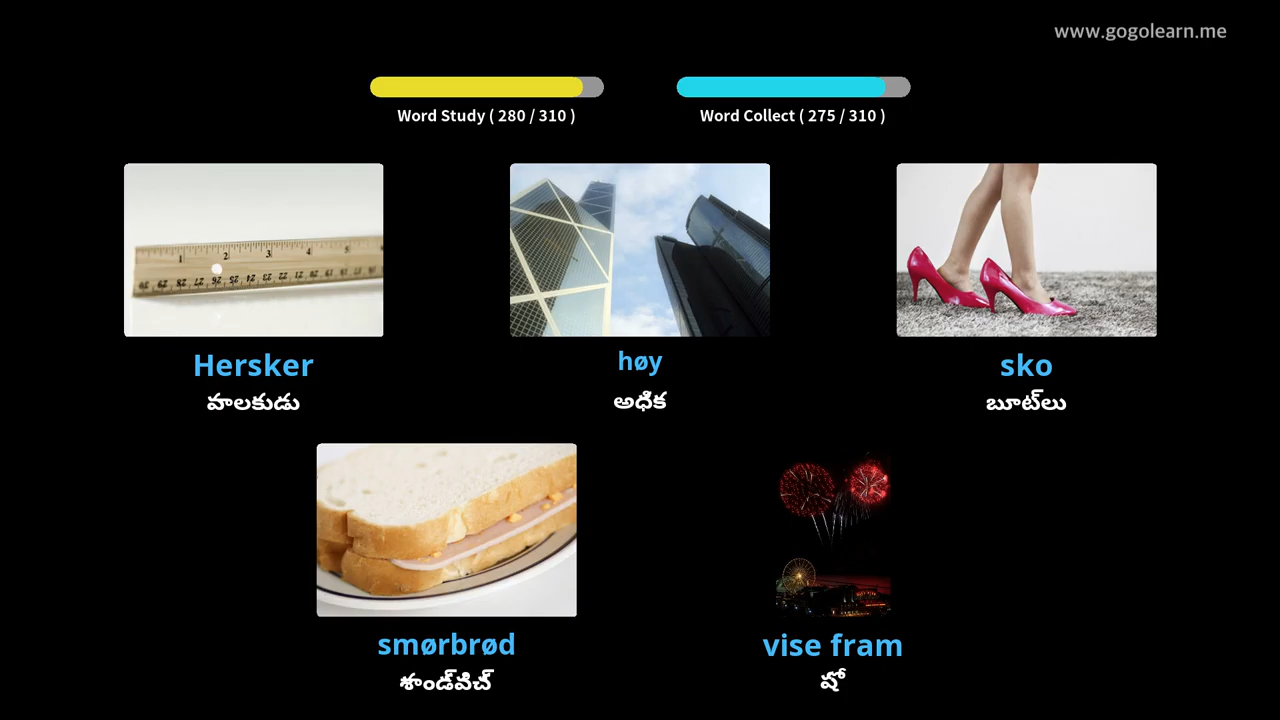 www.gogolearn.me
Word Study ( 280 / 310 )
Word Collect ( 275 / 310 )
Hersker
వాలకుడు
høy
అధిక
sko
బూట్‌లు
smørbrød
శాండ్‌విచ్
vise fram
షో